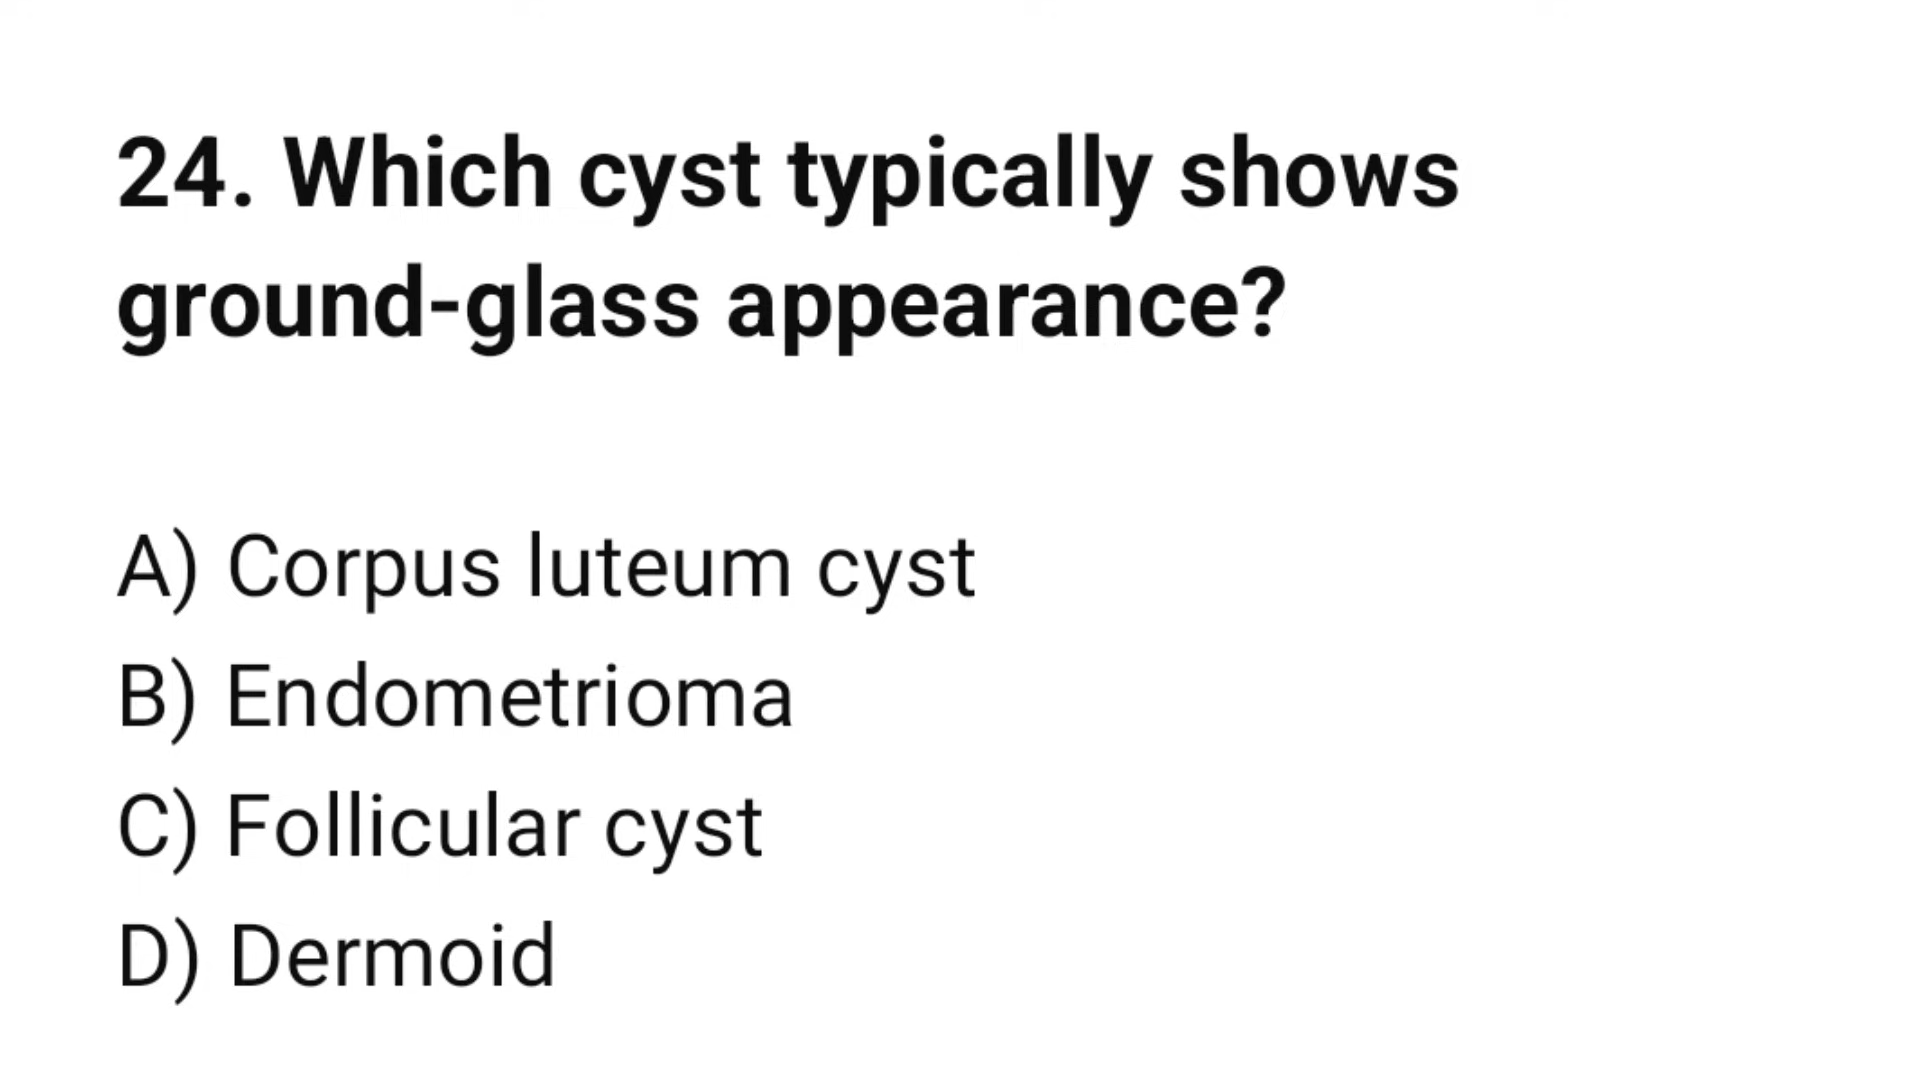 24. Which cyst typically shows
ground-glass appearance?
A) Corpus luteum cyst
B) Endometrioma
C) Follicular cyst
D) Dermoid